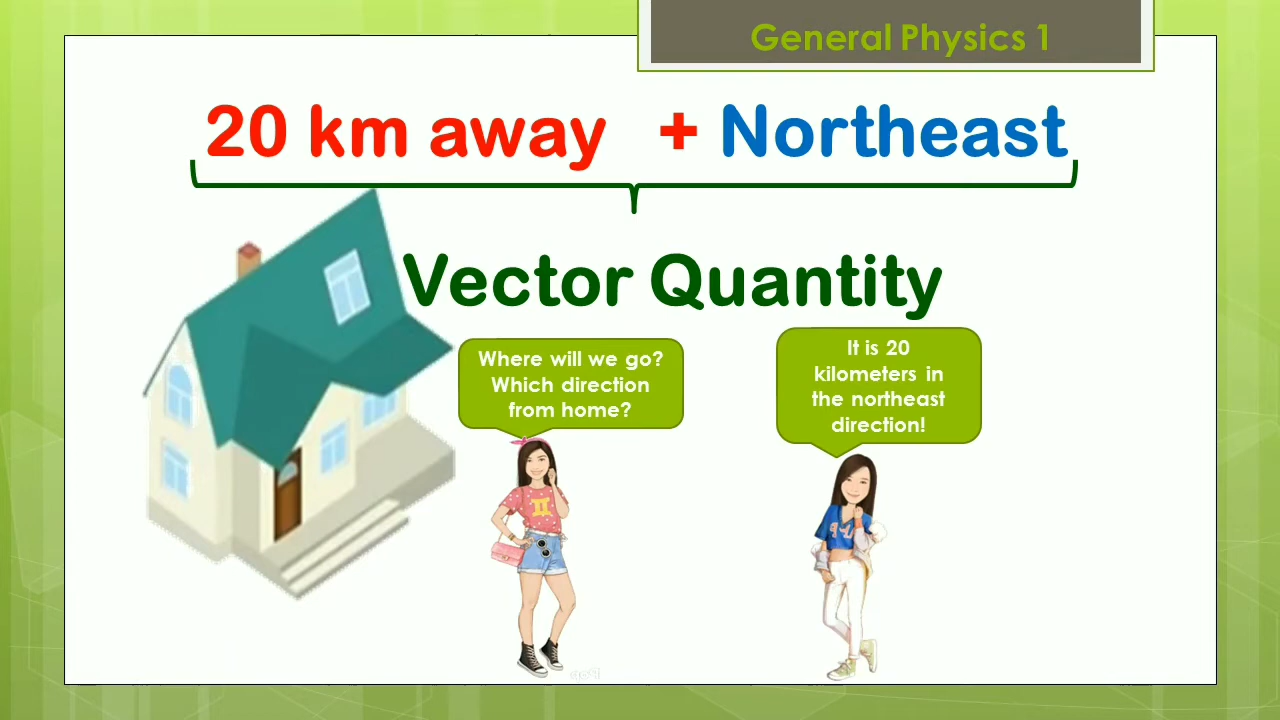 General Physics 1
20 km away + Northeast
Vector Quantity
Where will we go?
Which direction
from home?
It is 20
kilometers in
the northeast
direction!